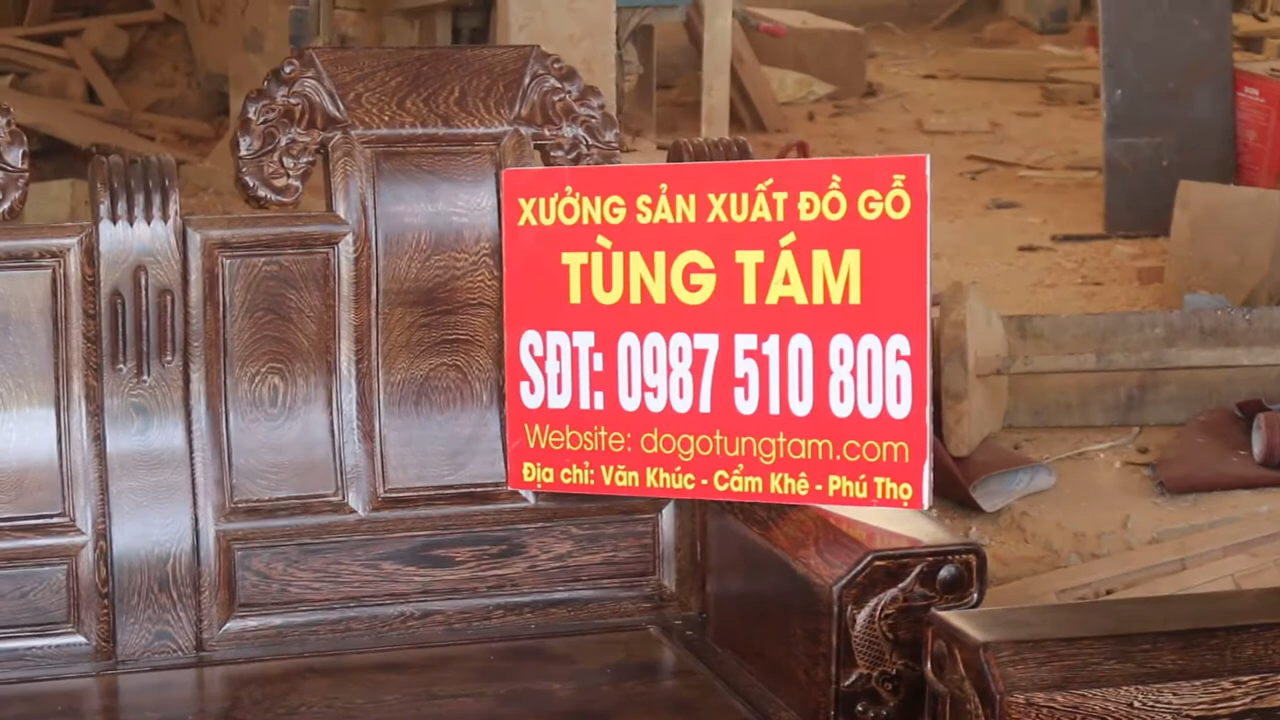 XƯỞNG SẢN XUẤT ĐỒ GỖ
TÙNG TÁM
SĐT: 0987 510 806
Website: dogotungtam.com
Địa chỉ: Văn Khúc - Cẩm Khê - Phú Thọ